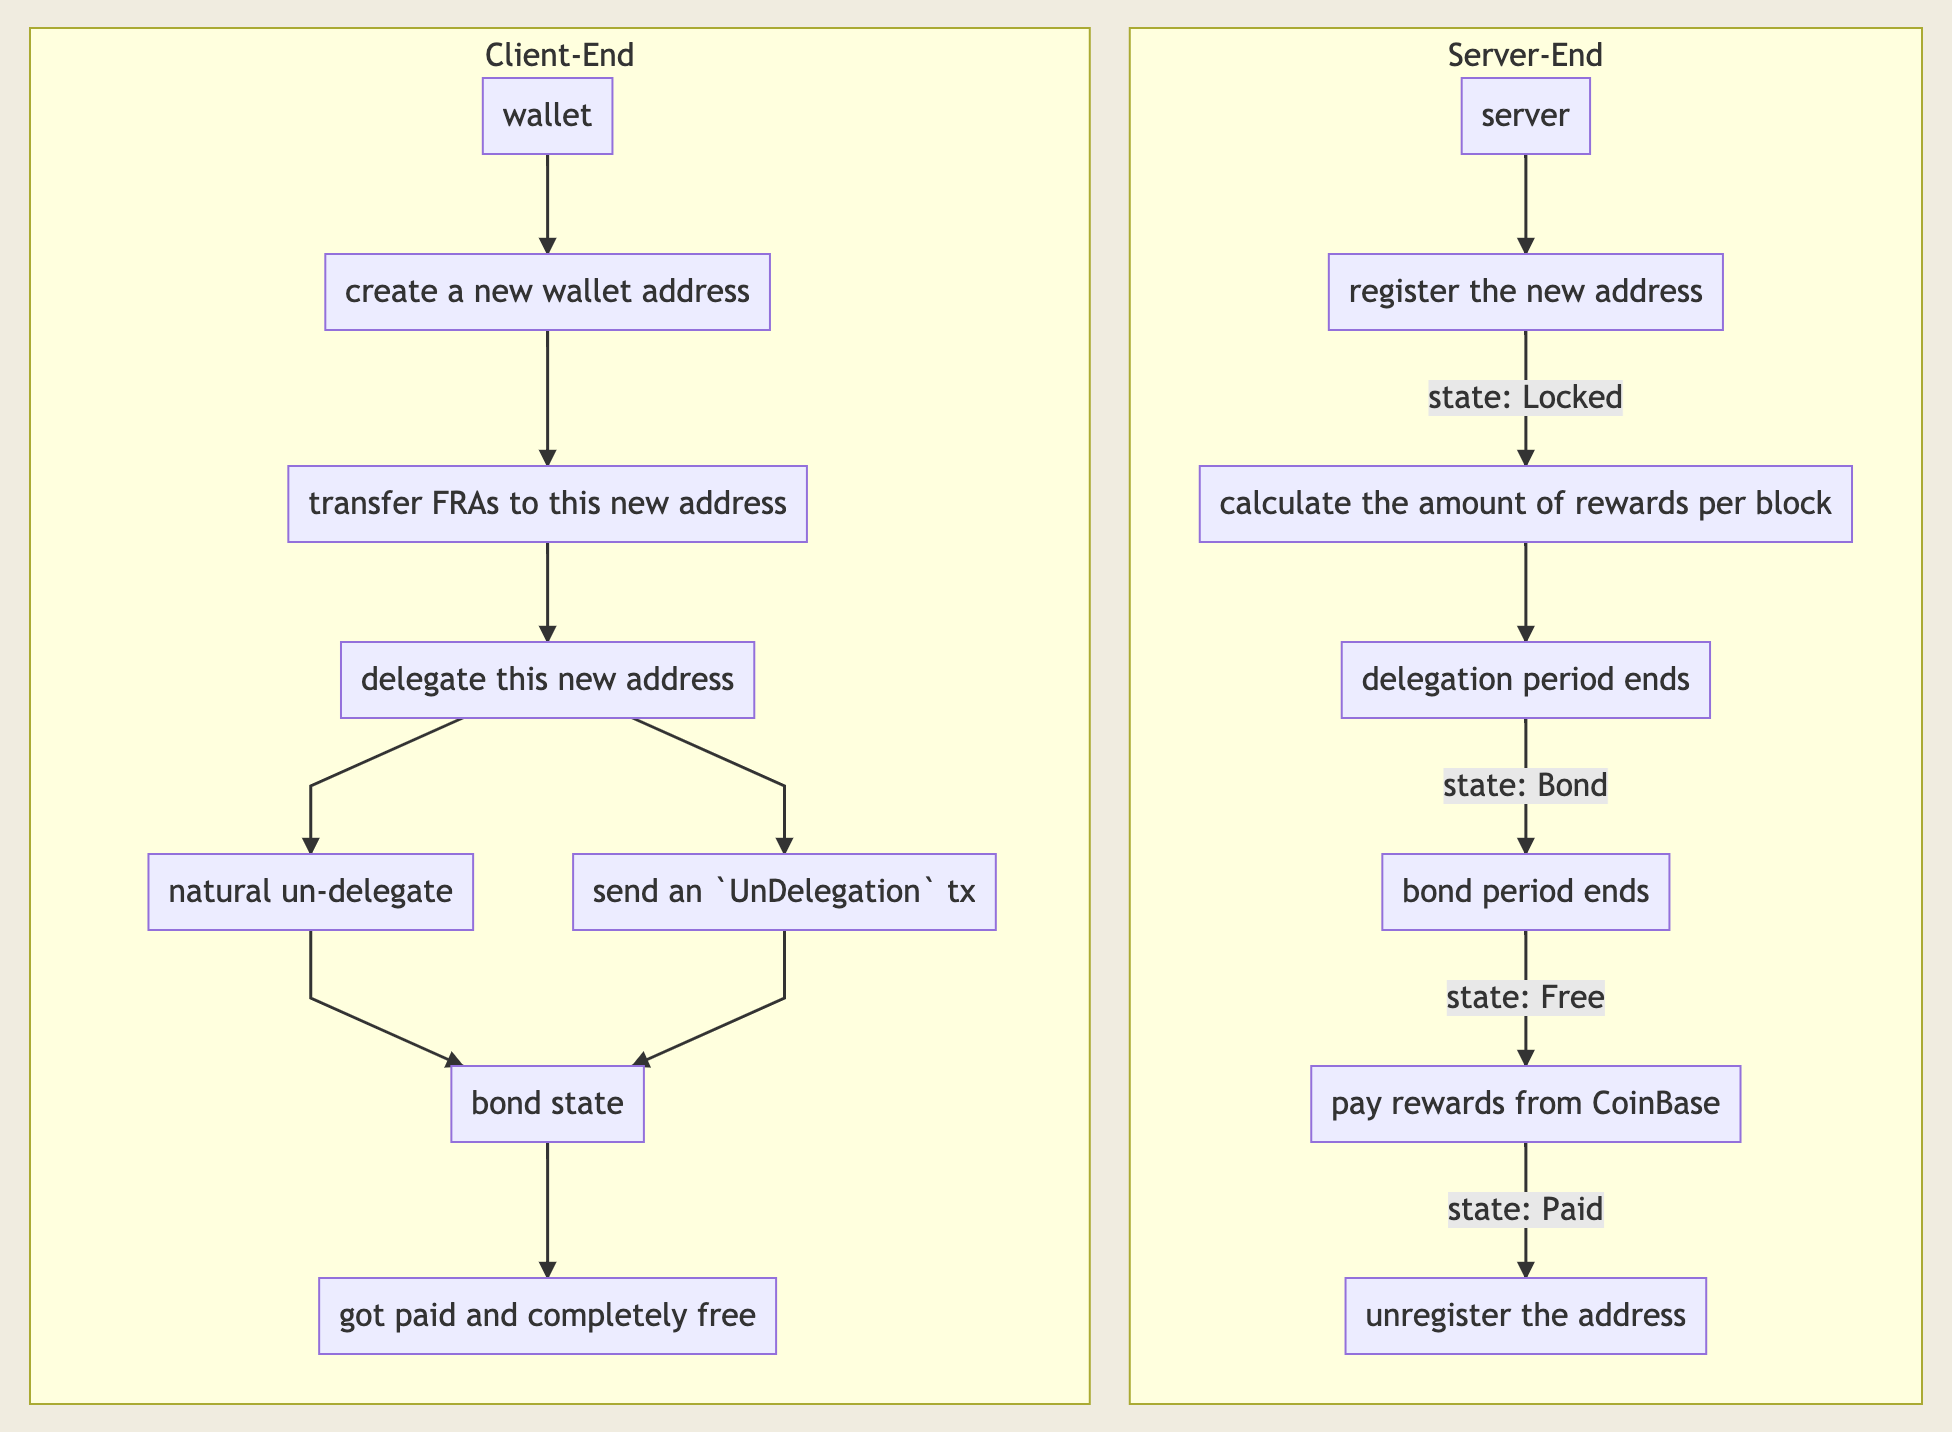 Client-End
wallet
create a new wallet address
transfer FRAs to this new address
delegate this new address
natural un-delegate
send an `UnDelegation` tx
bond state
got paid and completely free
Server-End
server
register the new address
state: Locked
calculate the amount of rewards per block
delegation period ends
state: Bond
bond period ends
state: Free
pay rewards from CoinBase
state: Paid
unregister the address